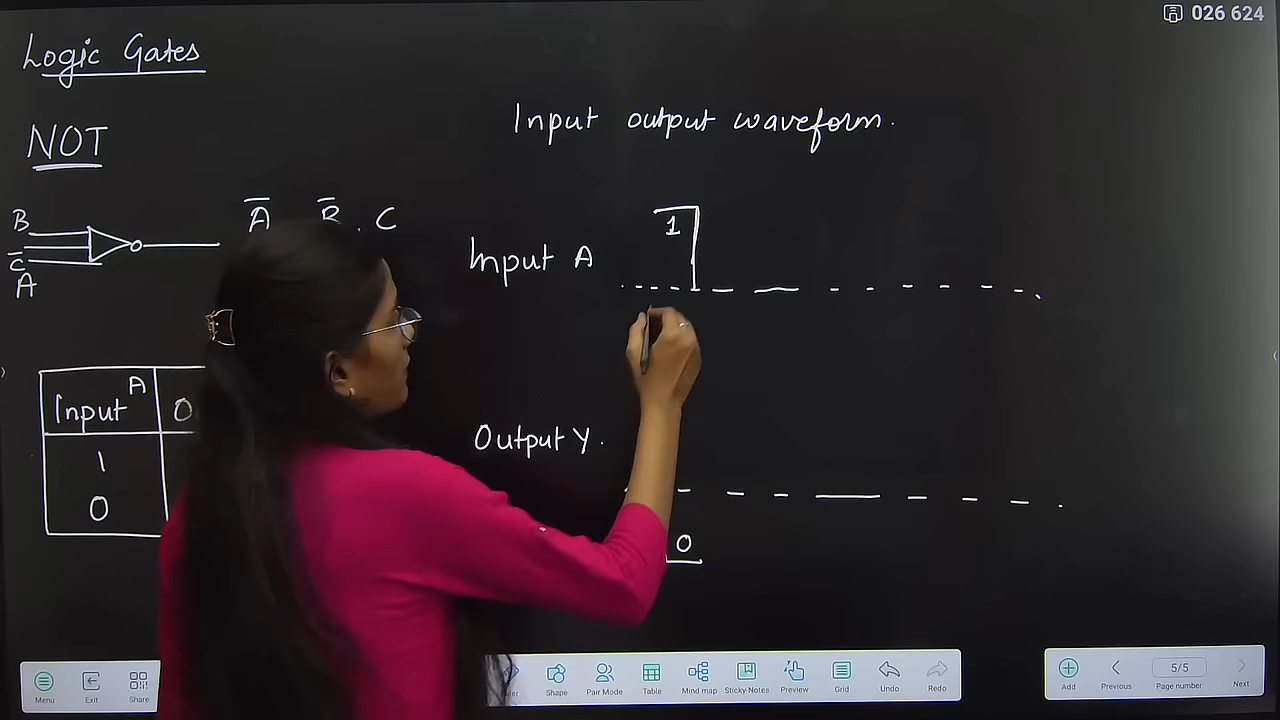 026 624
Logic Gates
Input output waveform.
NOT
B
C̅
A
A̅ B̅ . C
Input A
1
Input A
1
0
Output Y.
0
Menu
Exit
Share
Shape
Pair Mode
Table
Mind map
Sticky Notes
Preview
Grid
Undo
Redo
Add
Previous
5/5
Page number
Next